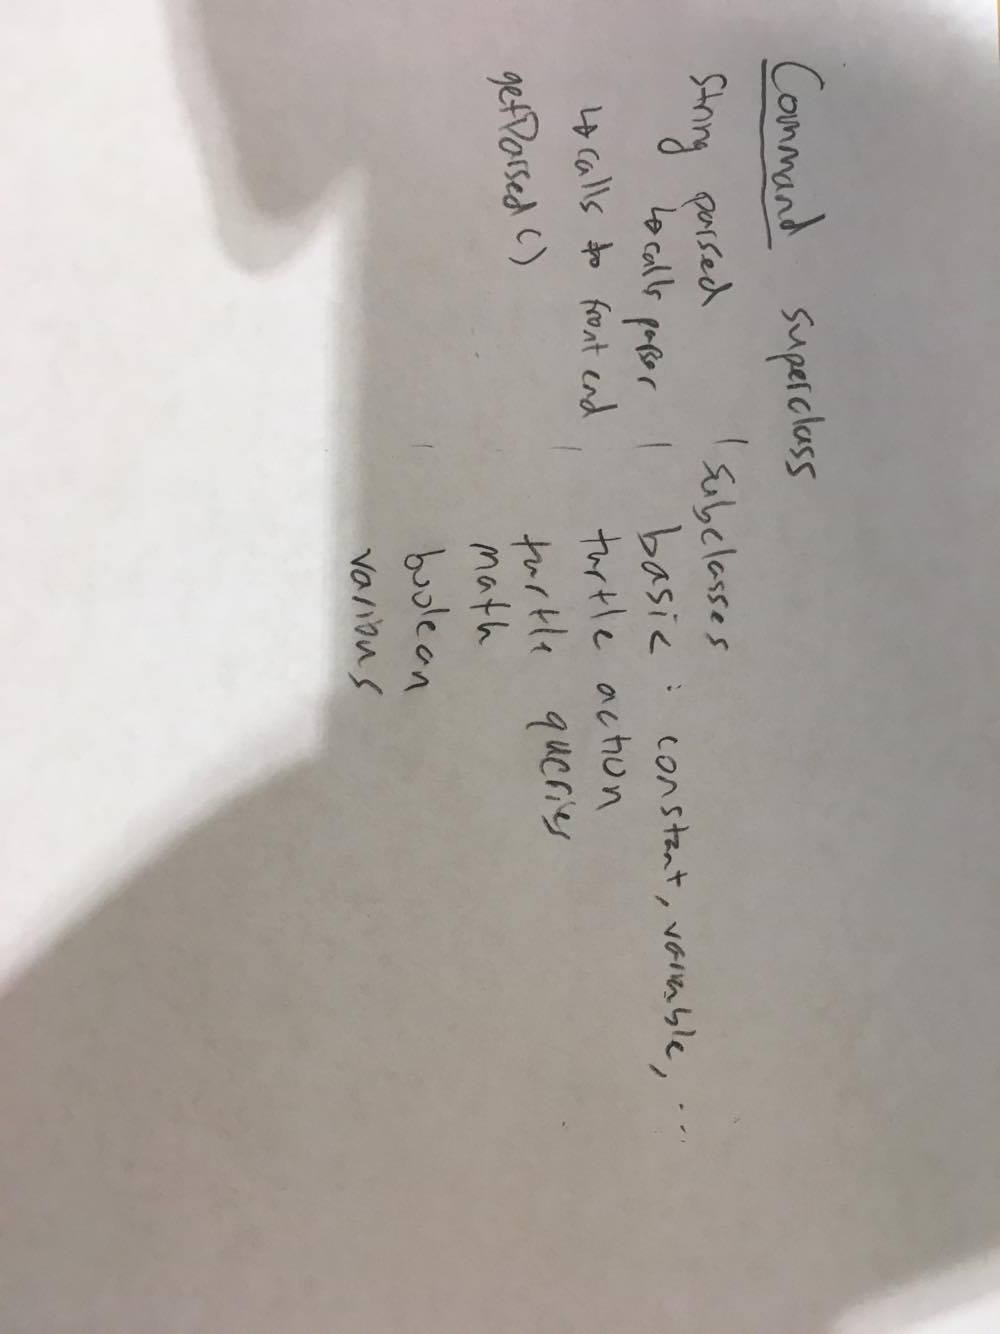 Command superclass
String parsed
↳ calls parser
↳ calls to front end
getParsed()
subclasses
basic : constant, variable, ...
turtle action
turtle queries
math
boolean
various